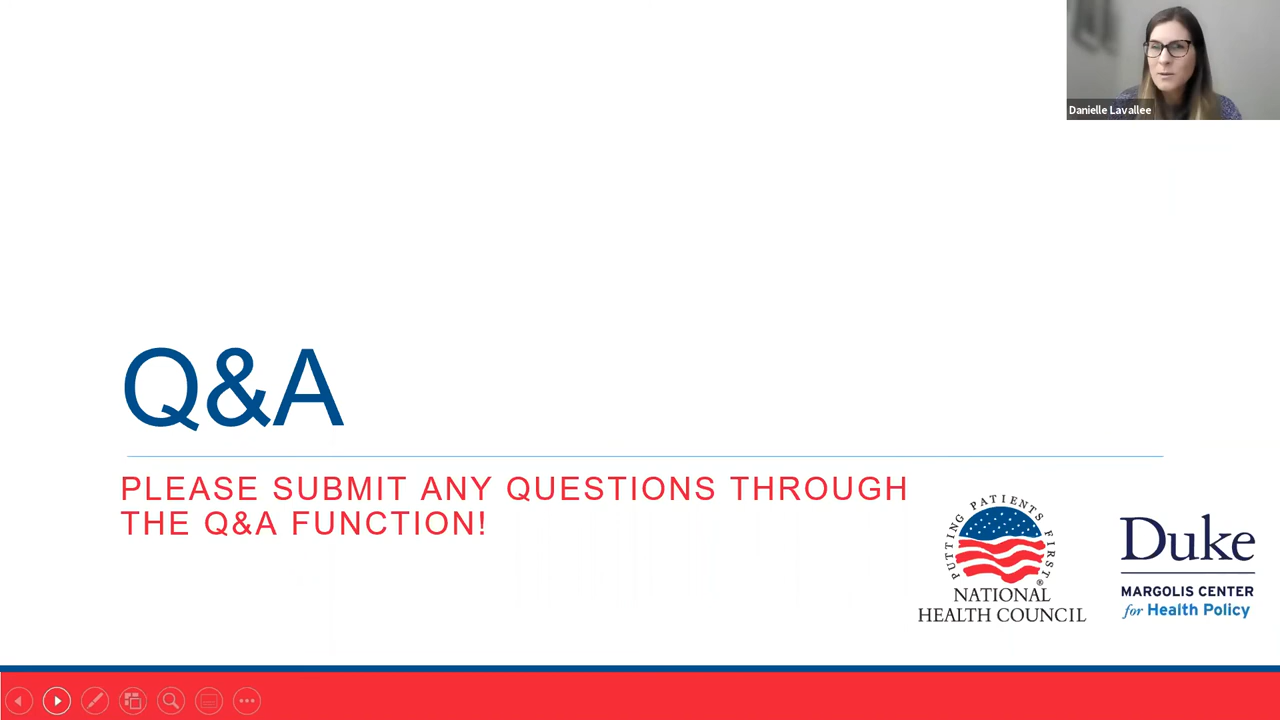 Danielle Lavallee
Q&A
PLEASE SUBMIT ANY QUESTIONS THROUGH
THE Q&A FUNCTION!
PUTTING PATIENTS FIRST®
NATIONAL
HEALTH COUNCIL
Duke
MARGOLIS CENTER
for Health Policy